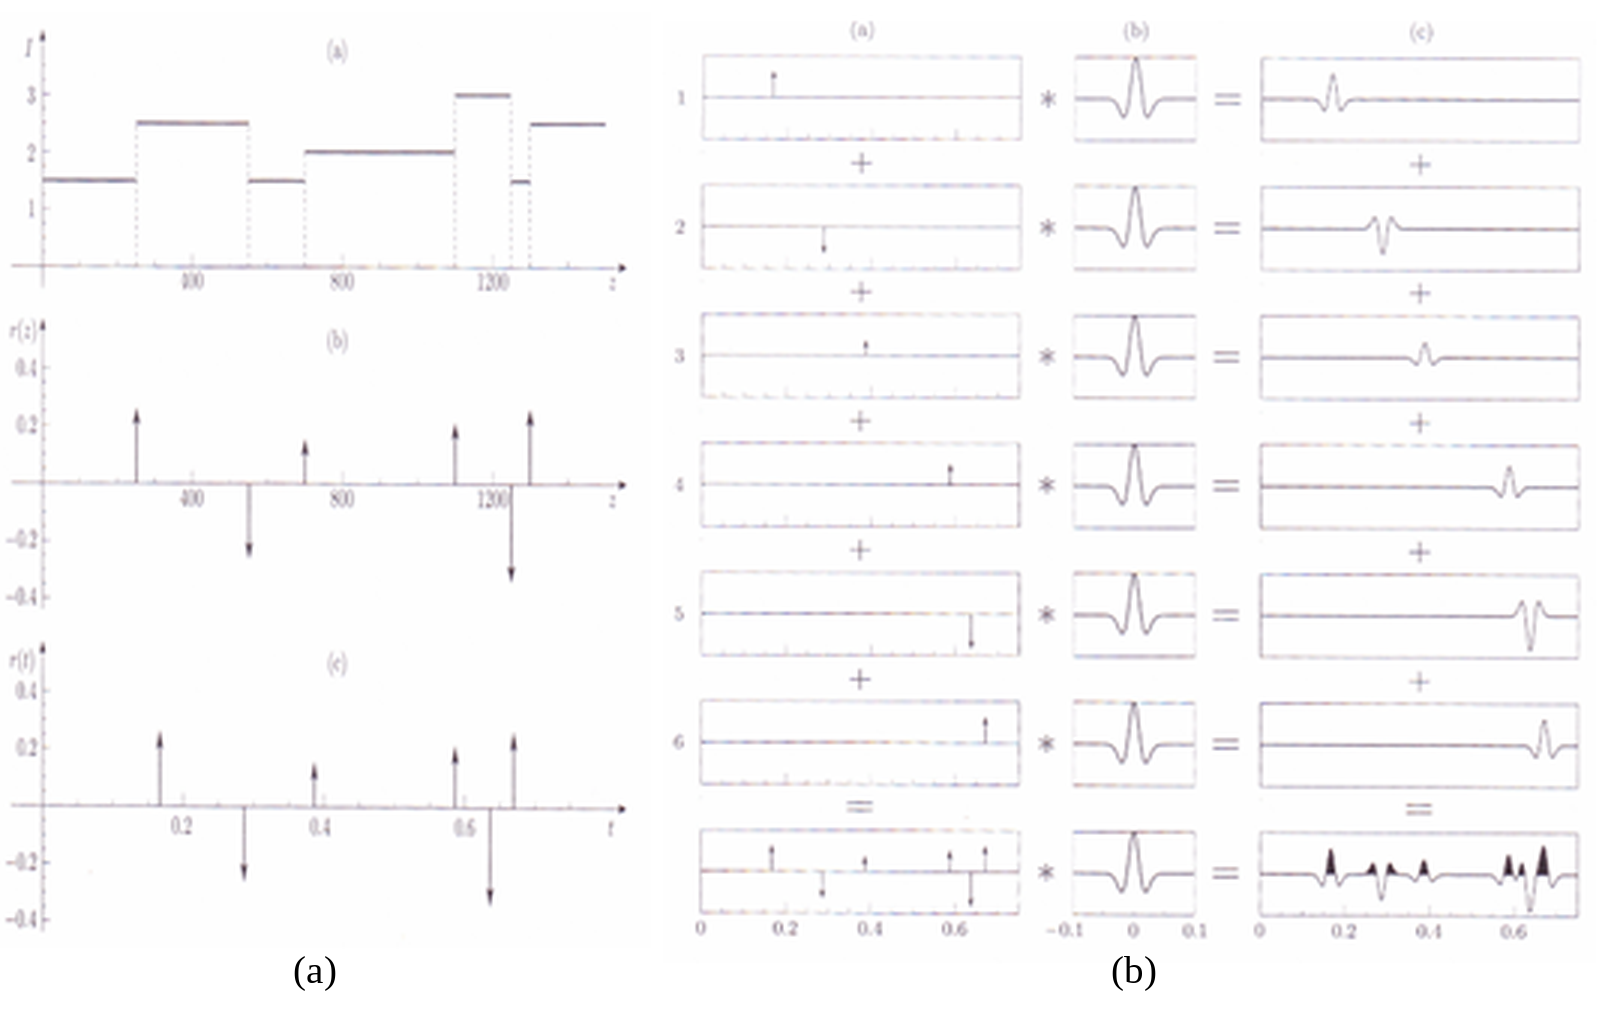 I
(a)
3
2
1
400 800 1200 z
r(z)
(b)
0.4
0.2
400 800 1200 z
-0.2
-0.4
r(t)
(c)
0.4
0.2
0.2 0.4 0.6 t
-0.2
-0.4
(a)
(a) (b) (c)
1 * =
+ +
2 * =
+ +
3 * =
+ +
4 * =
+ +
5 * =
+ +
6 * =
= =
* =
0 0.2 0.4 0.6 -0.1 0 0.1 0 0.2 0.4 0.6
(b)